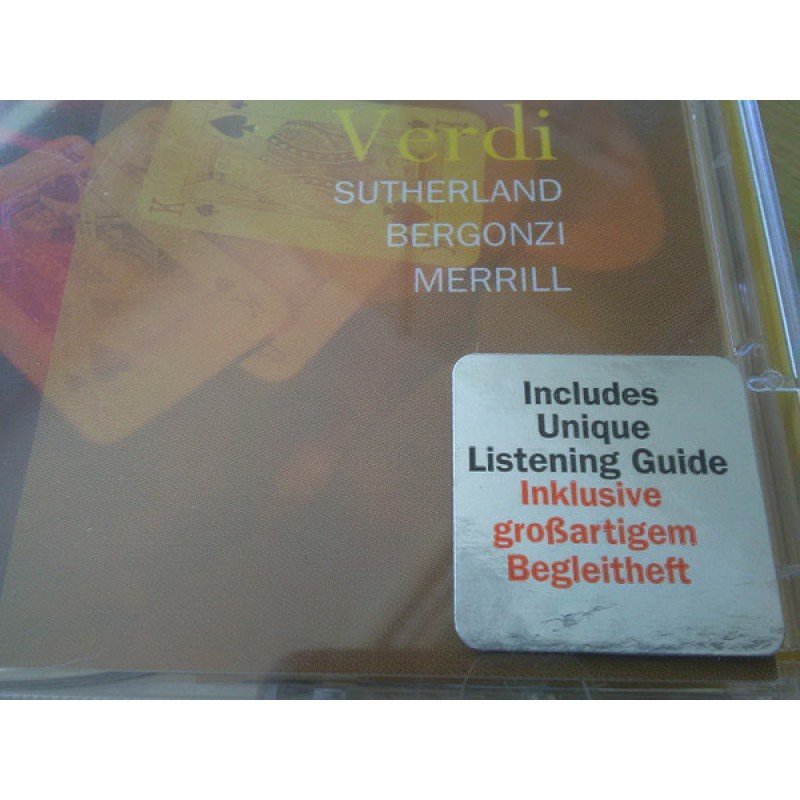 Verdi
SUTHERLAND
BERGONZI
MERRILL
Includes
Unique
Listening Guide
Inklusive
großartigem
Begleitheft
K